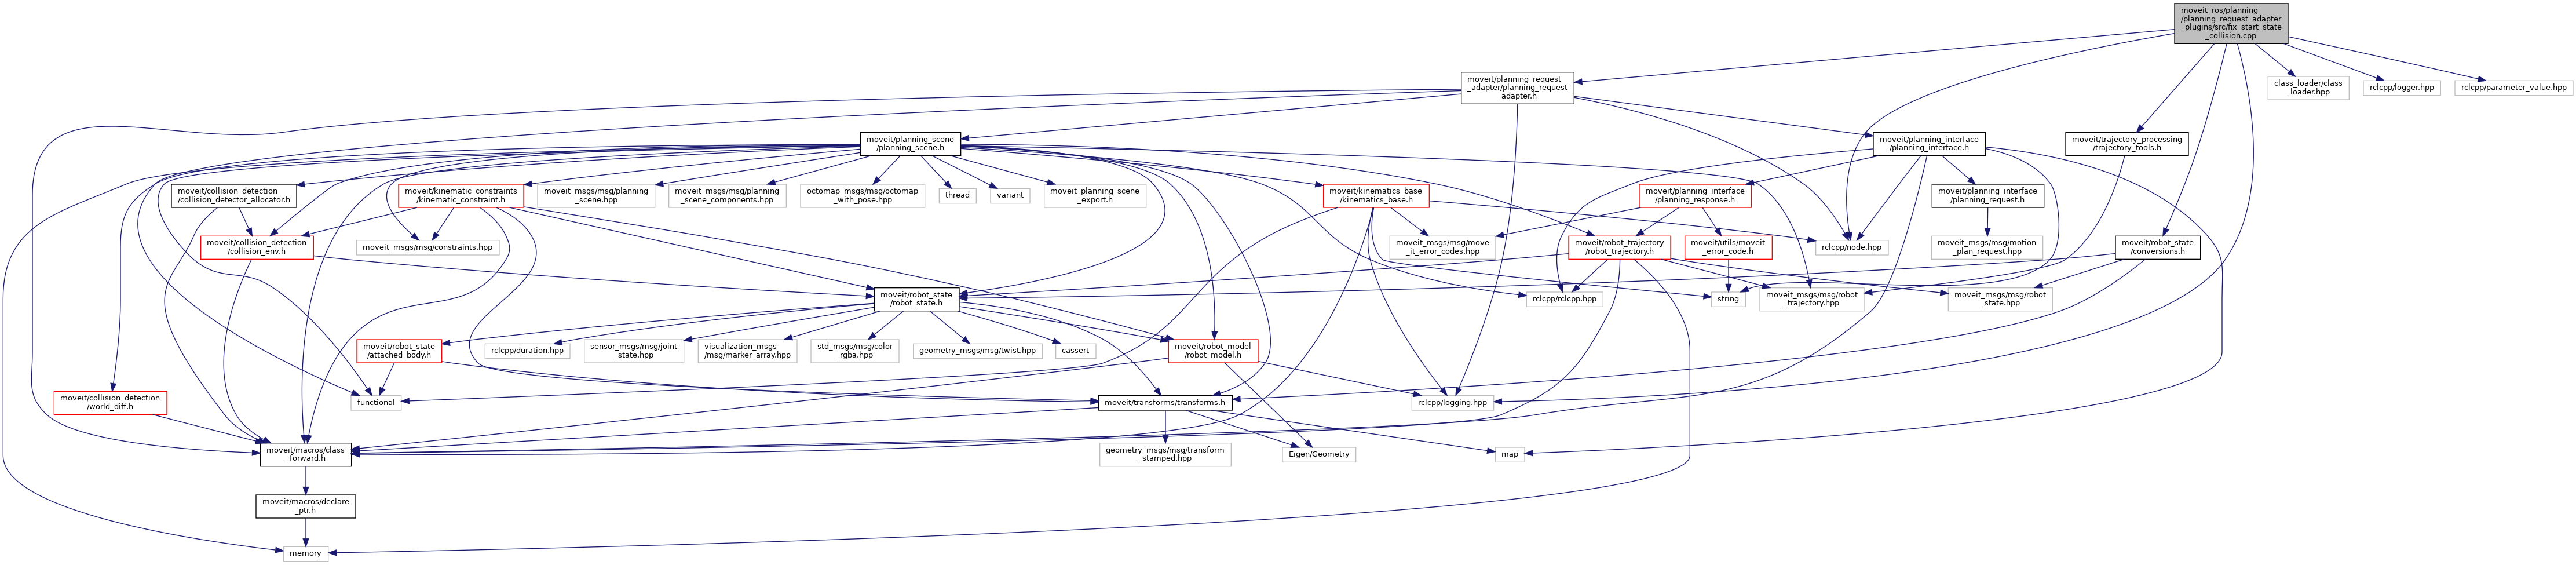 moveit_ros/planning
/planning_request_adapter
_plugins/src/fix_start_state
_collision.cpp
moveit/planning_request
_adapter/planning_request
_adapter.h
class_loader/class
_loader.hpp
rclcpp/logger.hpp
rclcpp/parameter_value.hpp
moveit/planning_scene
/planning_scene.h
moveit/planning_interface
/planning_interface.h
moveit/trajectory_processing
/trajectory_tools.h
moveit/collision_detection
/collision_detector_allocator.h
moveit/kinematic_constraints
/kinematic_constraint.h
moveit_msgs/msg/planning
_scene.hpp
moveit_msgs/msg/planning
_scene_components.hpp
octomap_msgs/msg/octomap
_with_pose.hpp
thread
variant
moveit_planning_scene
_export.h
moveit/kinematics_base
/kinematics_base.h
moveit/planning_interface
/planning_response.h
moveit/planning_interface
/planning_request.h
moveit/collision_detection
/collision_env.h
moveit_msgs/msg/constraints.hpp
moveit_msgs/msg/move
_it_error_codes.hpp
moveit/robot_trajectory
/robot_trajectory.h
moveit/utils/moveit
_error_code.h
rclcpp/node.hpp
moveit_msgs/msg/motion
_plan_request.hpp
moveit/robot_state
/conversions.h
moveit/robot_state
/robot_state.h
rclcpp/rclcpp.hpp
string
moveit_msgs/msg/robot
_trajectory.hpp
moveit_msgs/msg/robot
_state.hpp
moveit/robot_state
/attached_body.h
rclcpp/duration.hpp
sensor_msgs/msg/joint
_state.hpp
visualization_msgs
/msg/marker_array.hpp
std_msgs/msg/color
_rgba.hpp
geometry_msgs/msg/twist.hpp
cassert
moveit/robot_model
/robot_model.h
moveit/collision_detection
/world_diff.h
functional
moveit/transforms/transforms.h
rclcpp/logging.hpp
moveit/macros/class
_forward.h
geometry_msgs/msg/transform
_stamped.hpp
Eigen/Geometry
map
moveit/macros/declare
_ptr.h
memory